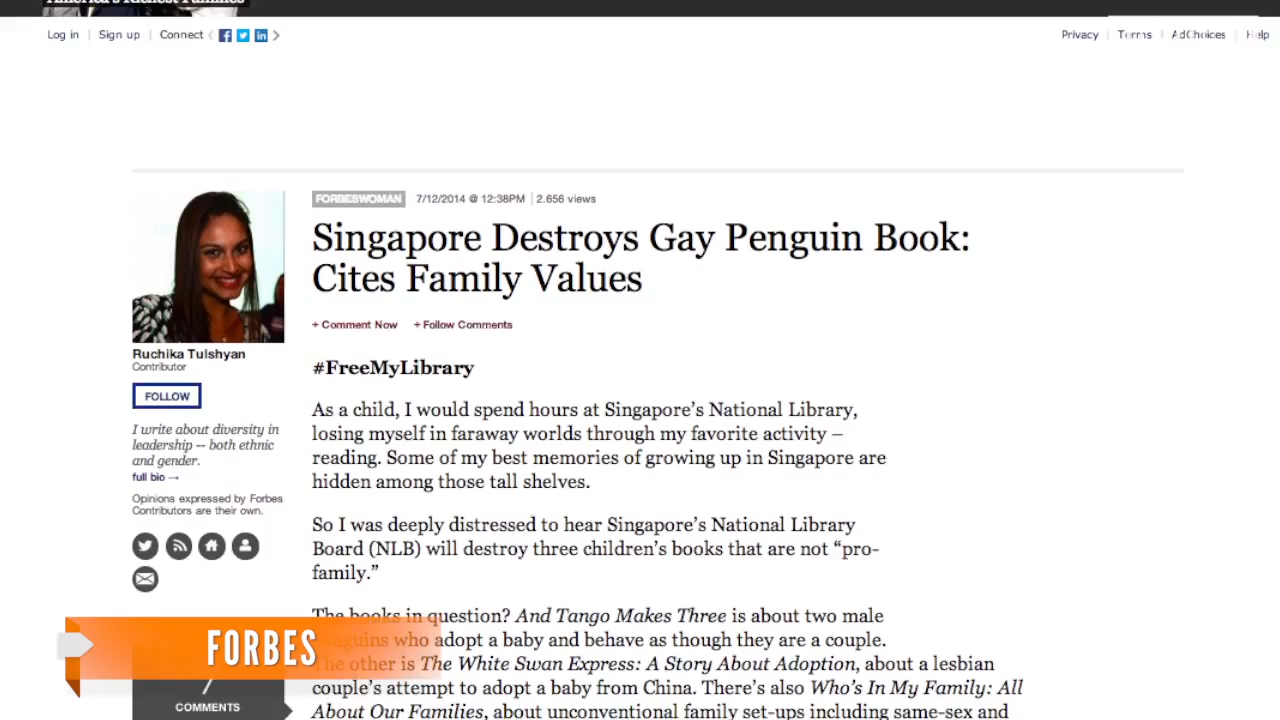 America's Richest Families
Log in | Sign up | Connect
Privacy | Terms | AdChoices | Help
FORBESWOMAN 7/12/2014 @ 12:38PM | 2.656 views
Singapore Destroys Gay Penguin Book:
Cites Family Values
+ Comment Now + Follow Comments
Ruchika Tulshyan
Contributor
FOLLOW
I write about diversity in
leadership -- both ethnic
and gender.
full bio →
Opinions expressed by Forbes
Contributors are their own.
#FreeMyLibrary
As a child, I would spend hours at Singapore's National Library,
losing myself in faraway worlds through my favorite activity –
reading. Some of my best memories of growing up in Singapore are
hidden among those tall shelves.
So I was deeply distressed to hear Singapore's National Library
Board (NLB) will destroy three children's books that are not “pro-
family.”
The books in question? And Tango Makes Three is about two male
penguins who adopt a baby and behave as though they are a couple.
The other is The White Swan Express: A Story About Adoption, about a lesbian
couple's attempt to adopt a baby from China. There's also Who's In My Family: All
About Our Families, about unconventional family set-ups including same-sex and
FORBES
COMMENTS